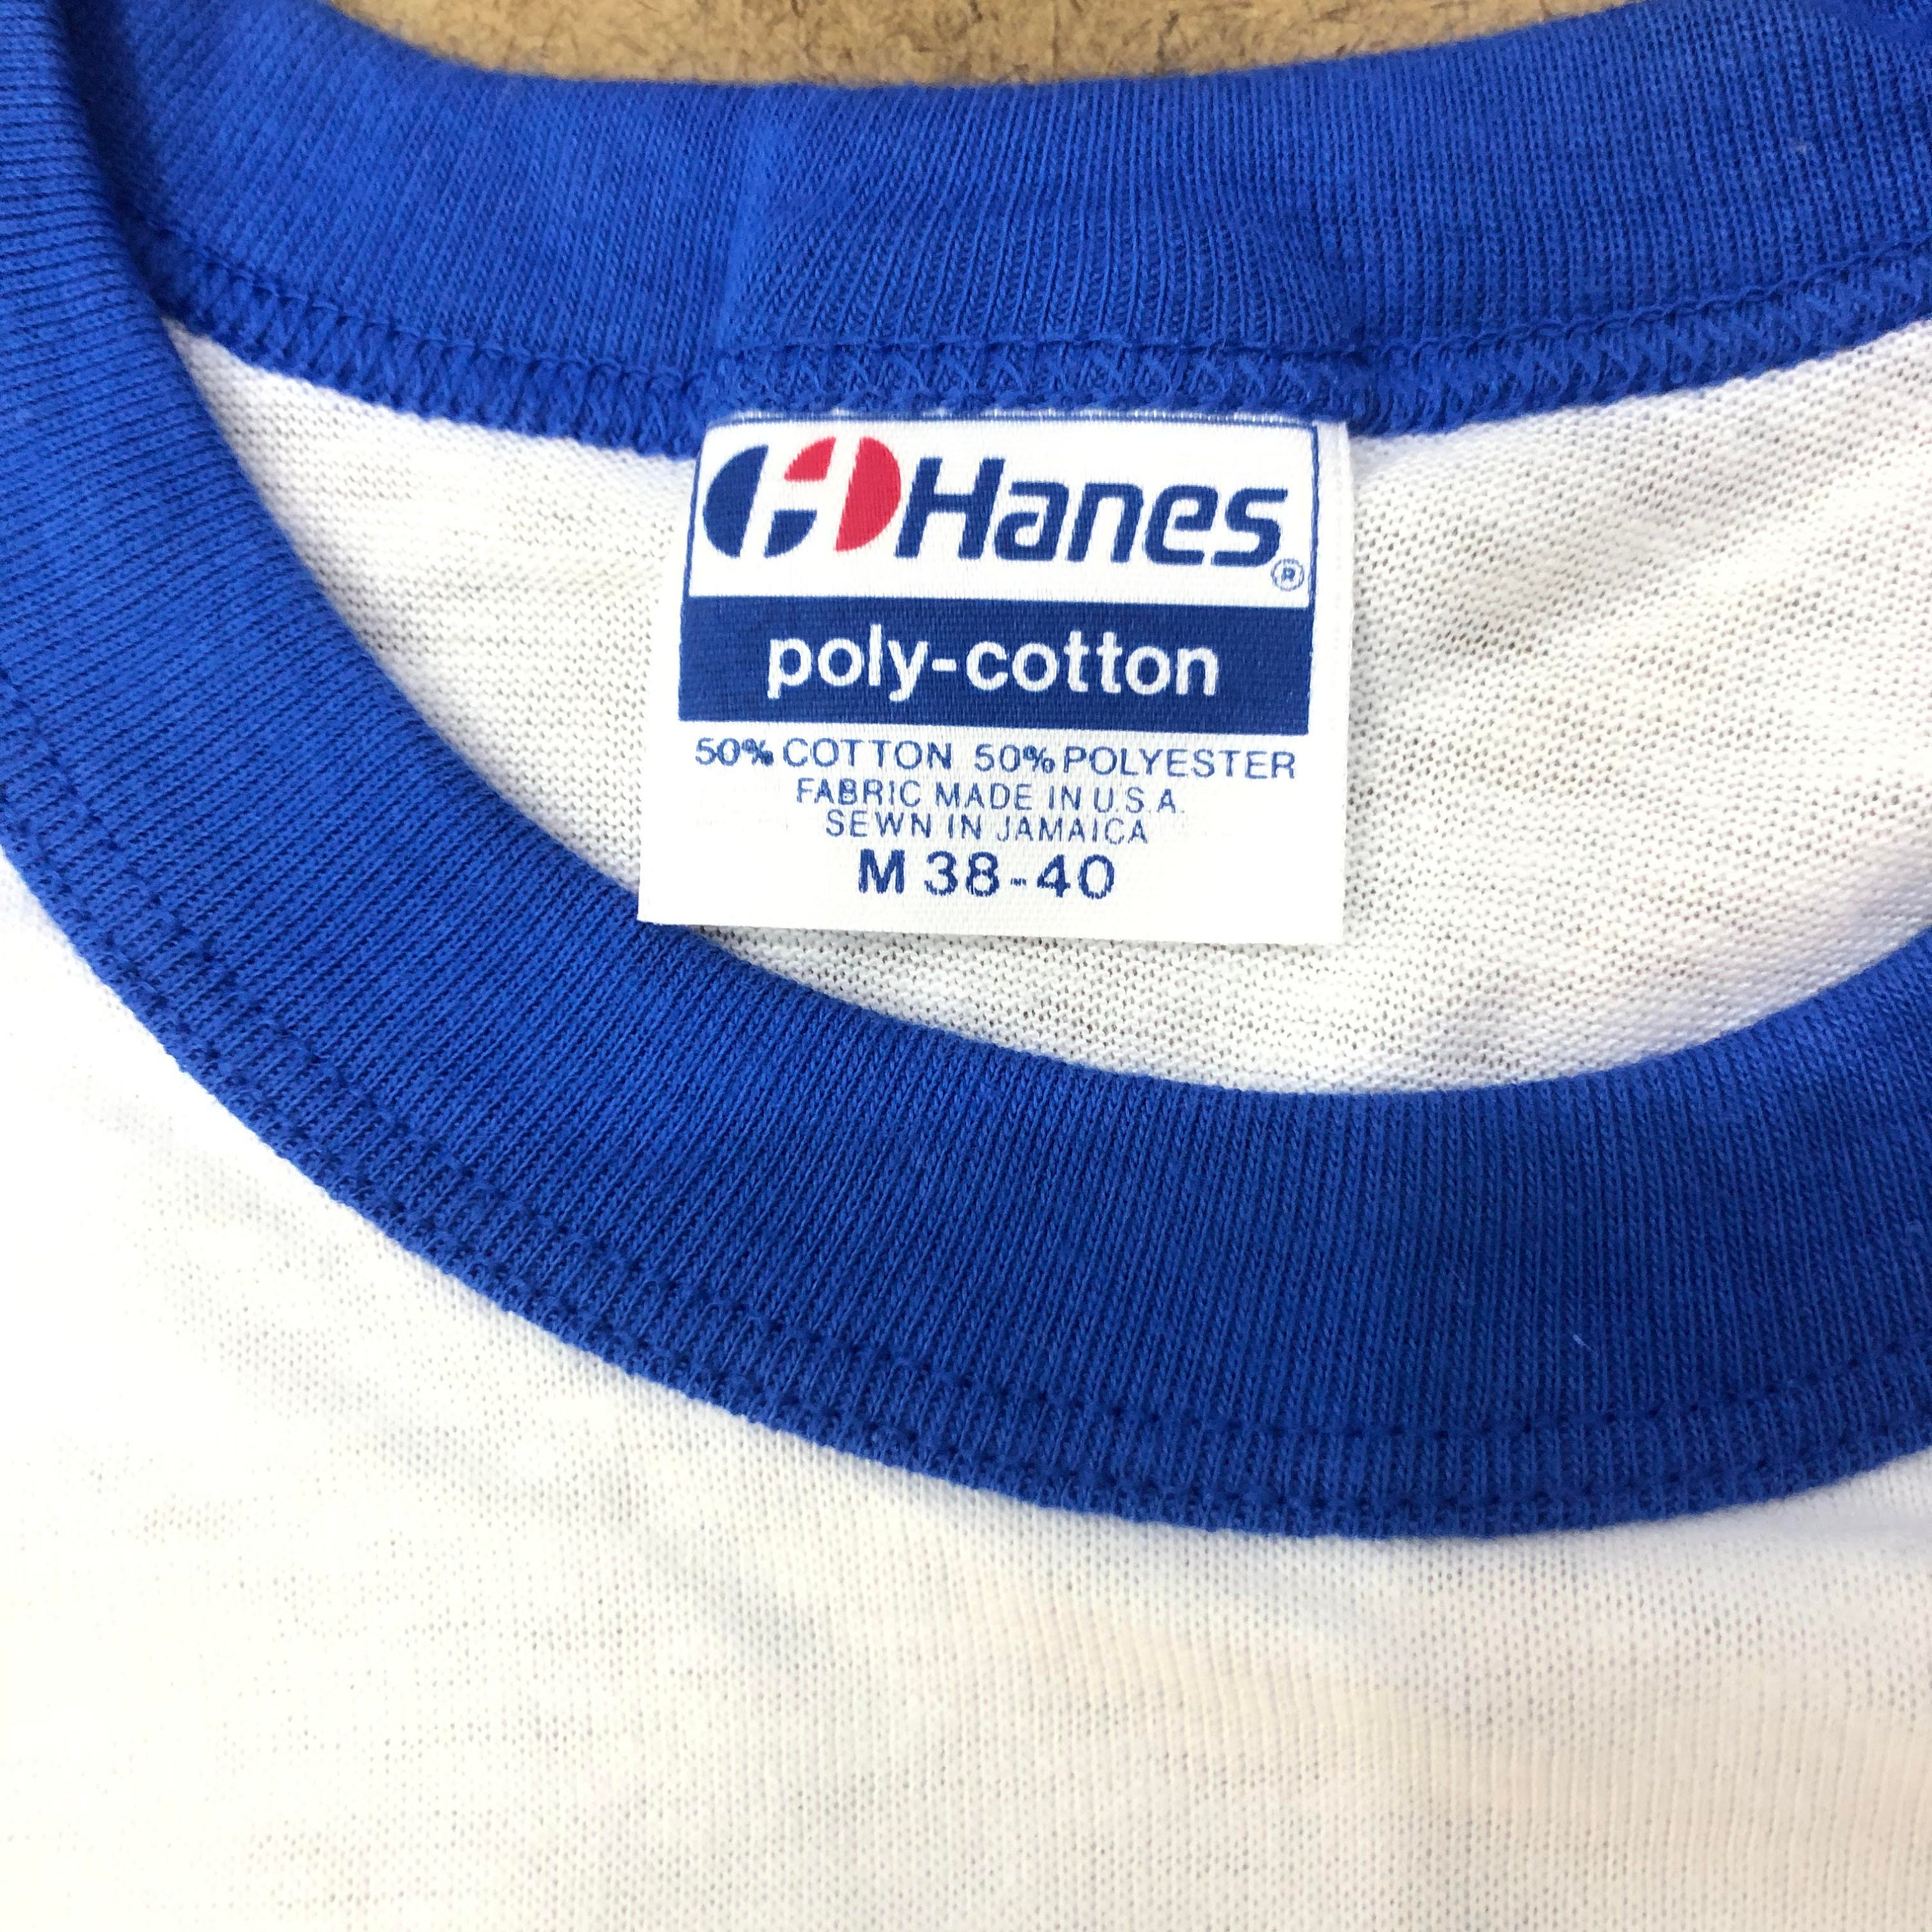 Hanes®
poly-cotton
50% COTTON 50% POLYESTER
FABRIC MADE IN U.S.A.
SEWN IN JAMAICA
M 38-40